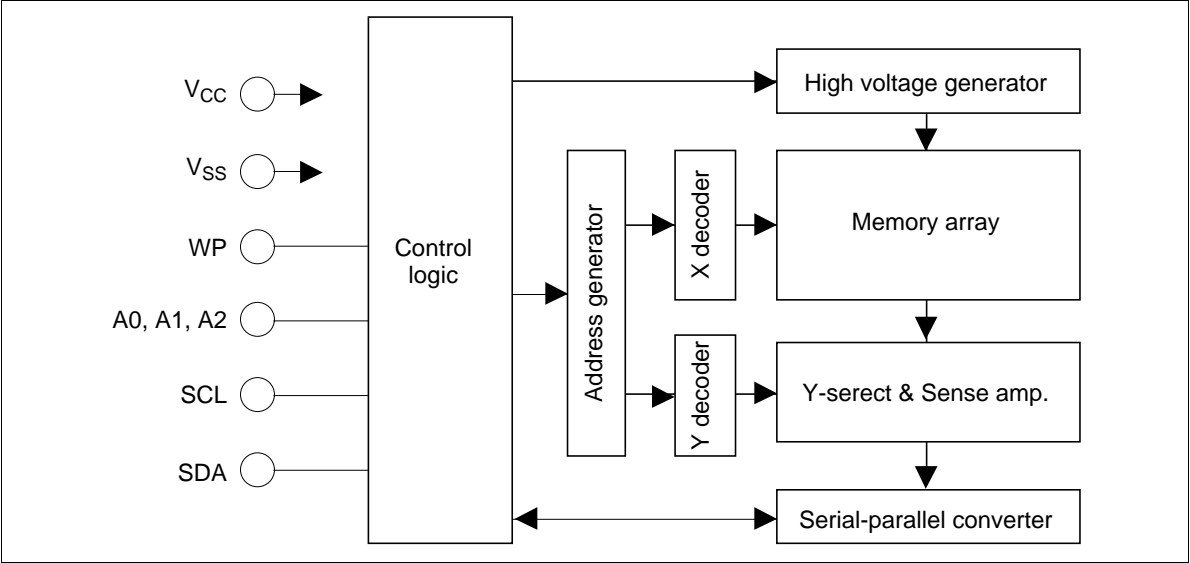 VCC
VSS
WP
A0, A1, A2
SCL
SDA
Control
logic
Address generator
X decoder
Y decoder
High voltage generator
Memory array
Y-serect & Sense amp.
Serial-parallel converter